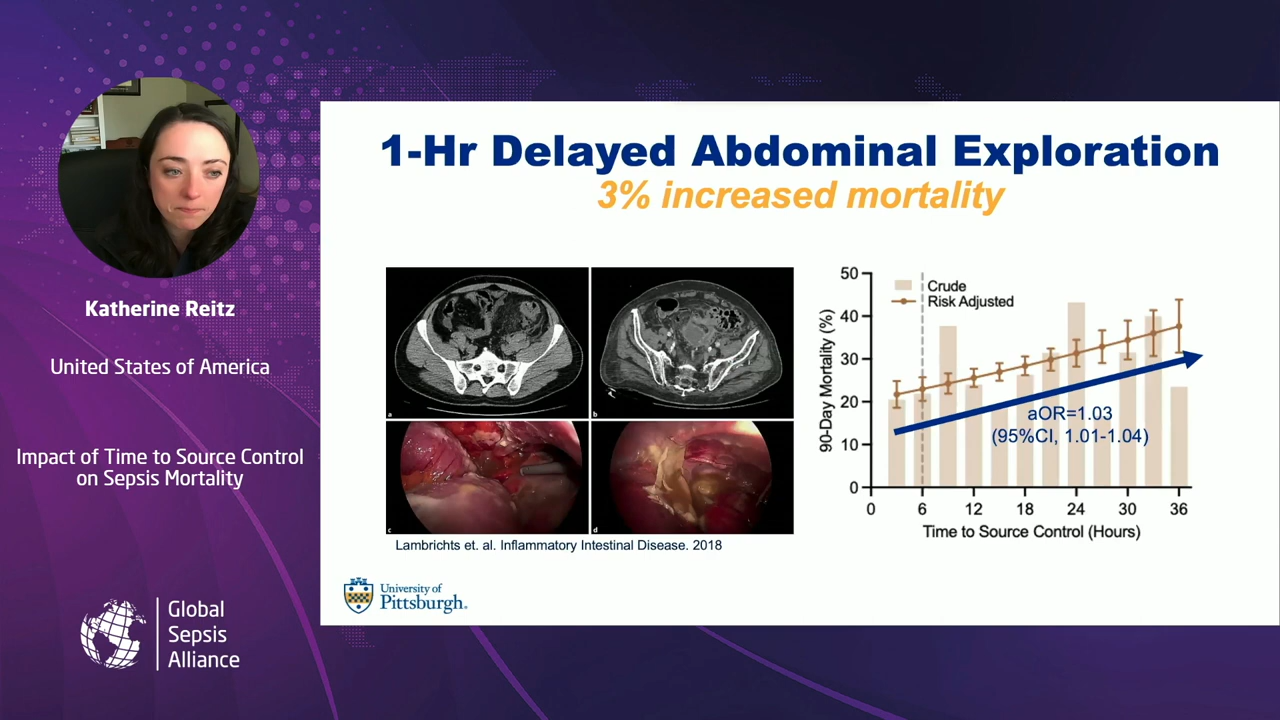 1-Hr Delayed Abdominal Exploration
3% increased mortality
Katherine Reitz
United States of America
Impact of Time to Source Control
on Sepsis Mortality
Global
Sepsis
Alliance
a
b
c
d
Lambrichts et. al. Inflammatory Intestinal Disease. 2018
University of
Pittsburgh.
90-Day Mortality (%)
50
40
30
20
10
0
Crude
Risk Adjusted
aOR=1.03
(95%CI, 1.01-1.04)
0 6 12 18 24 30 36
Time to Source Control (Hours)